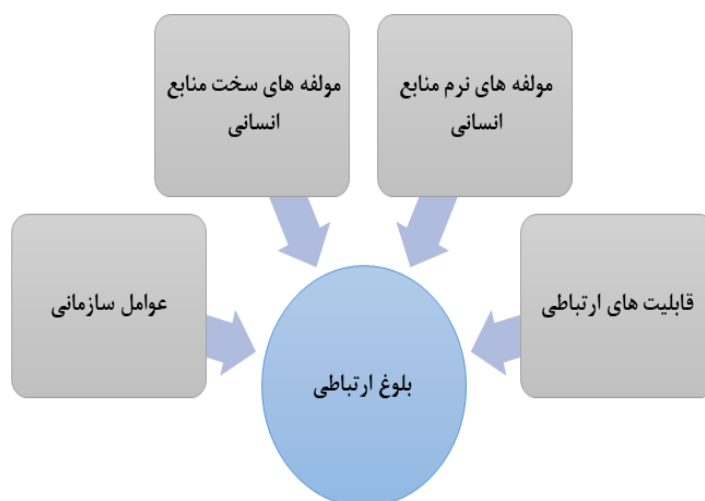 مولفه های نرم منابع
انسانی
مولفه های سخت منابع
انسانی
قابلیت های ارتباطی
عوامل سازمانی
بلوغ ارتباطی